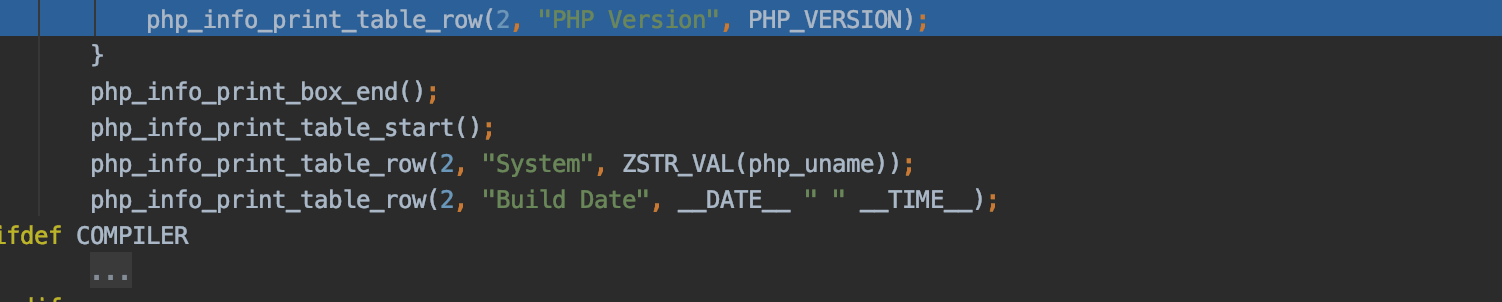 php_info_print_table_row(2, "PHP Version", PHP_VERSION);
}
php_info_print_box_end();
php_info_print_table_start();
php_info_print_table_row(2, "System", ZSTR_VAL(php_uname));
php_info_print_table_row(2, "Build Date", __DATE__ " " __TIME__);
ifdef COMPILER
...